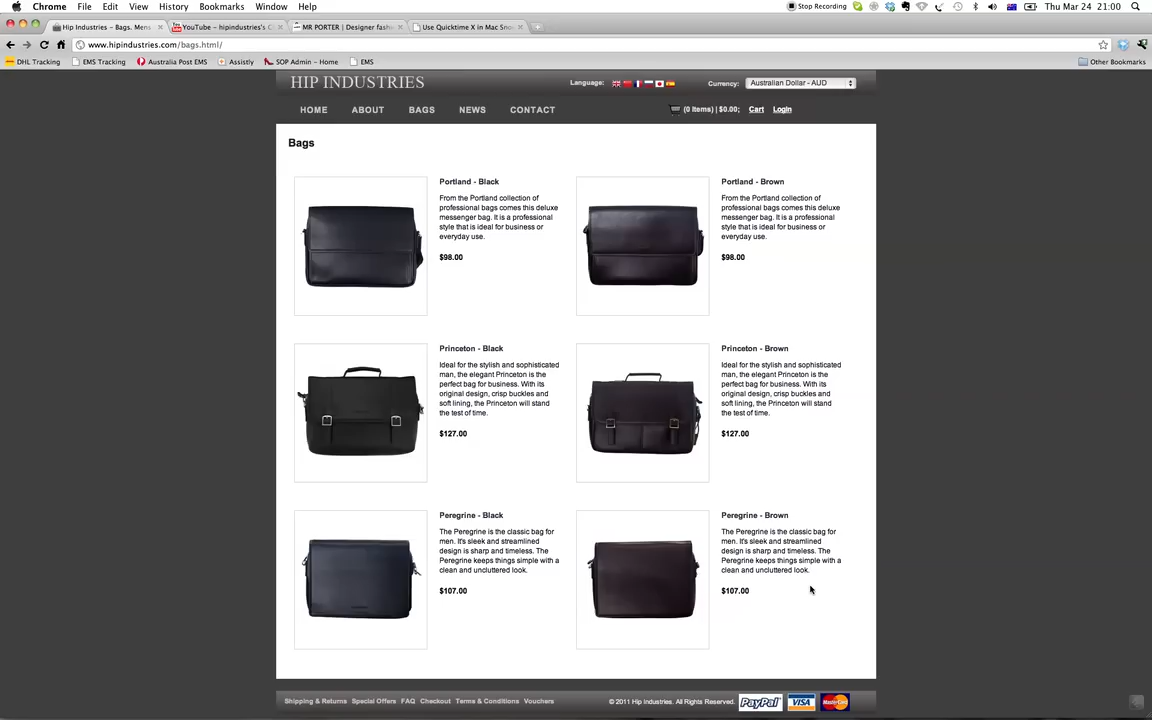 Chrome File Edit View History Bookmarks Window Help Stop Recording Thu Mar 24 21:00
Hip Industries - Bags. Mens YouTube - hipindustries's C MR PORTER | Designer fashi Use Quicktime X in Mac Snow
www.hipindustries.com/bags.html/
DHL Tracking EMS Tracking Australia Post EMS Assistly SOP Admin - Home EMS Other Bookmarks
HIP INDUSTRIES Language: Currency: Australian Dollar - AUD
HOME ABOUT BAGS NEWS CONTACT (0 Items) | $0.00; Cart Login
Bags
Portland - Black
From the Portland collection of
professional bags comes this deluxe
messenger bag. It is a professional
style that is ideal for business or
everyday use.
$98.00
Portland - Brown
From the Portland collection of
professional bags comes this deluxe
messenger bag. It is a professional
style that is ideal for business or
everyday use.
$98.00
Princeton - Black
Ideal for the stylish and sophisticated
man, the elegant Princeton is the
perfect bag for business. With its
original design, crisp buckles and
soft lining, the Princeton will stand
the test of time.
$127.00
Princeton - Brown
Ideal for the stylish and sophisticated
man, the elegant Princeton is the
perfect bag for business. With its
original design, crisp buckles and
soft lining, the Princeton will stand
the test of time.
$127.00
Peregrine - Black
The Peregrine is the classic bag for
men. It's sleek and streamlined
design is sharp and timeless. The
Peregrine keeps things simple with a
clean and uncluttered look.
$107.00
Peregrine - Brown
The Peregrine is the classic bag for
men. It's sleek and streamlined
design is sharp and timeless. The
Peregrine keeps things simple with a
clean and uncluttered look.
$107.00
Shipping & Returns Special Offers FAQ Checkout Terms & Conditions Vouchers © 2011 Hip Industries. All Rights Reserved. PayPal VISA MasterCard